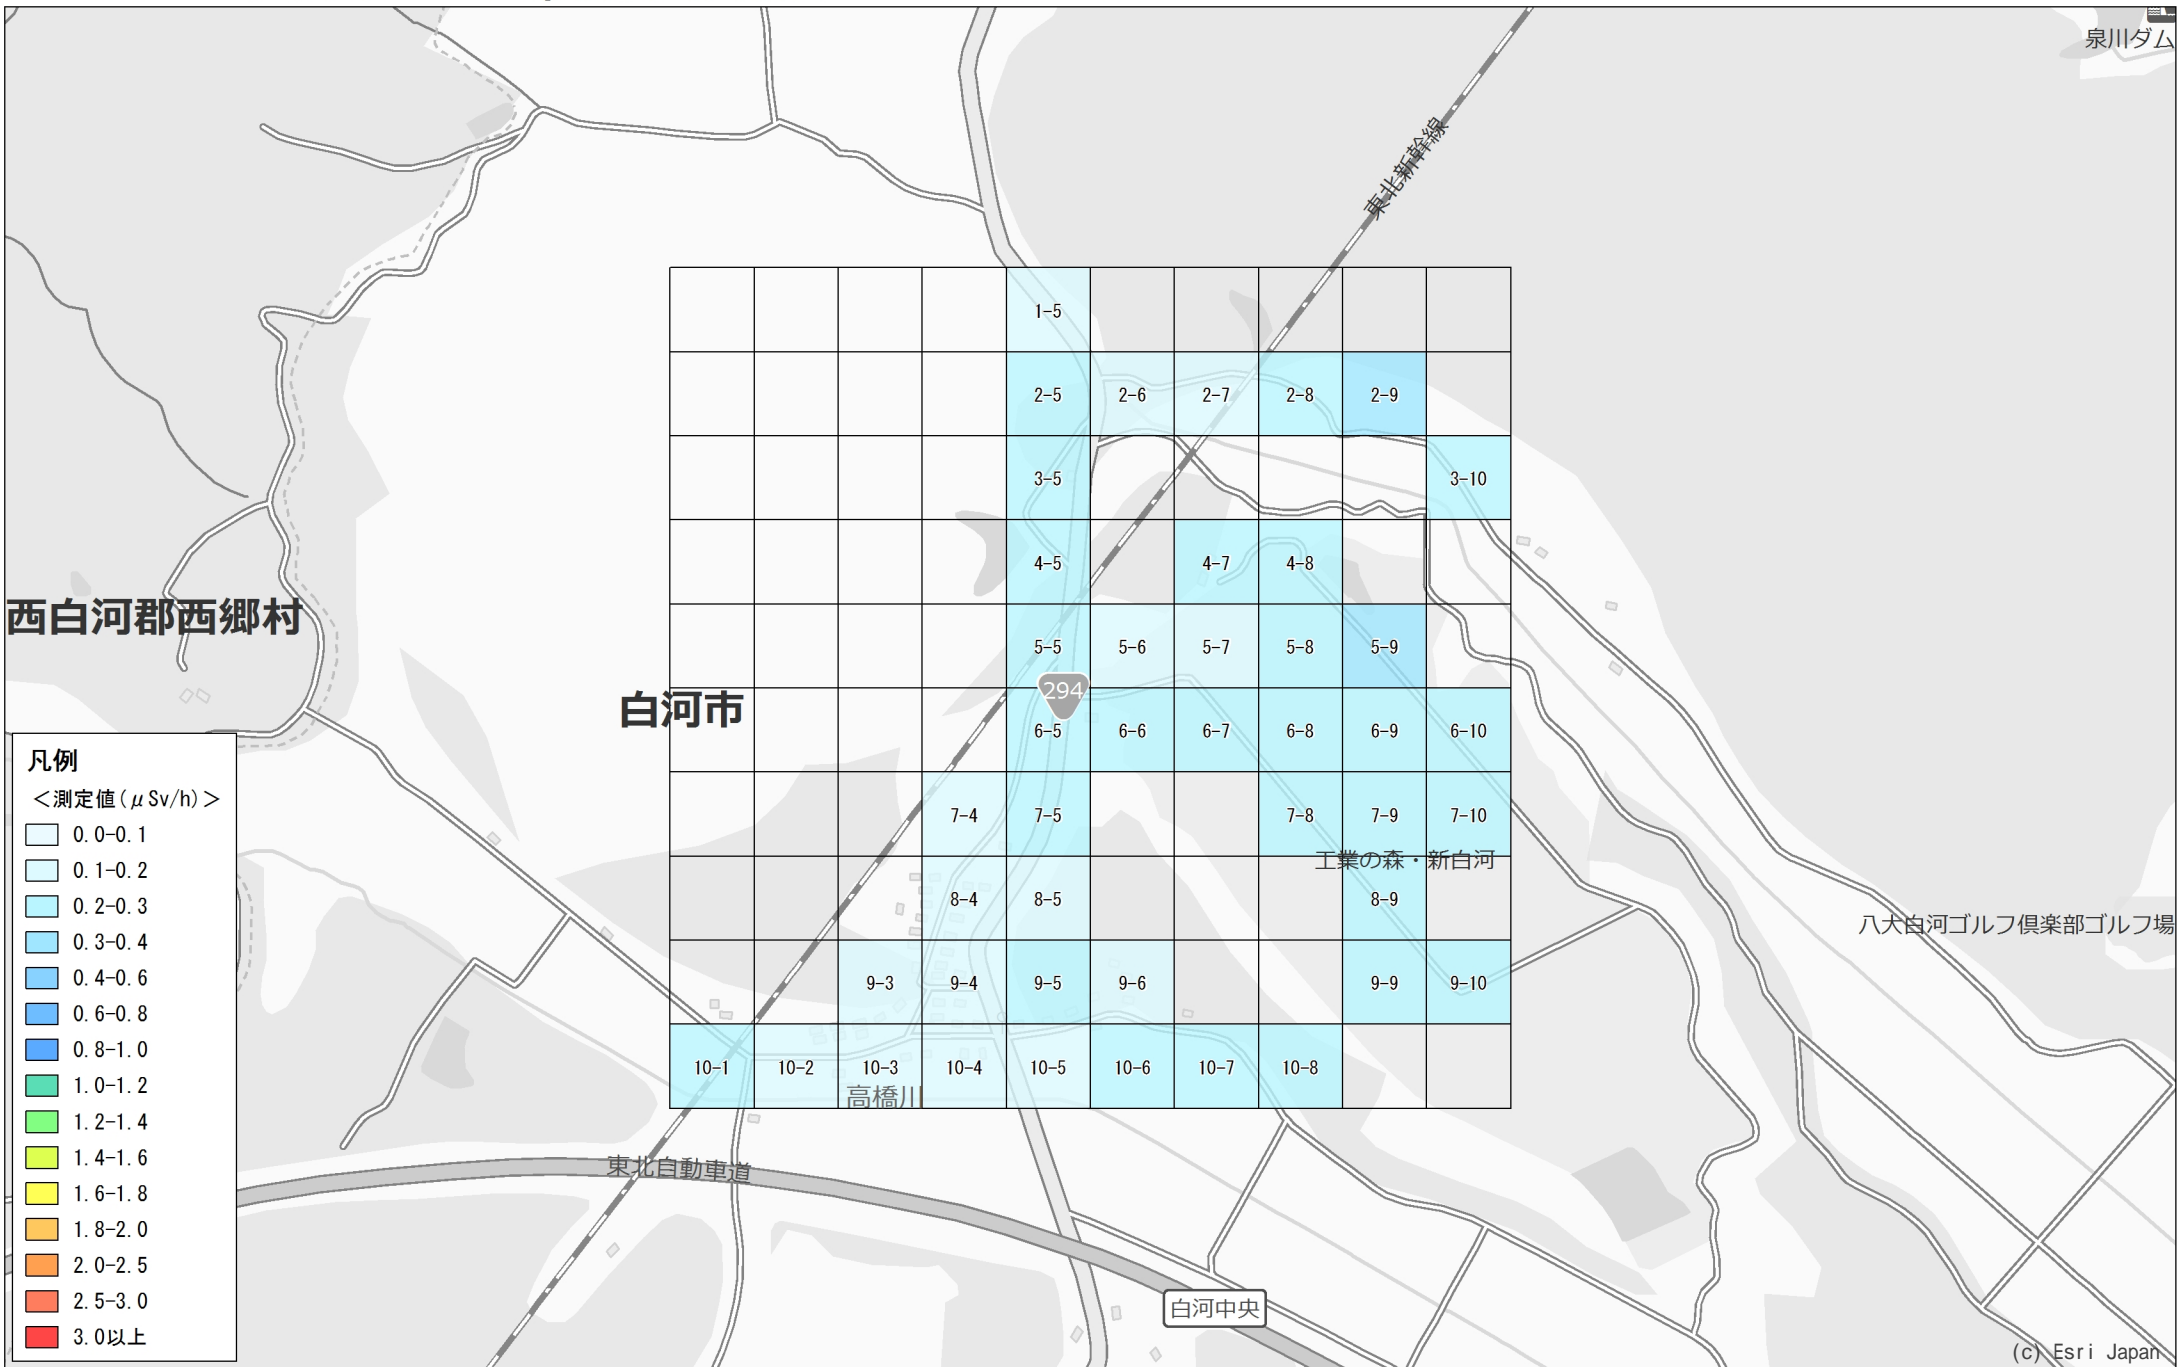 泉川ダム
東北新幹線
1-5
2-5 2-6 2-7 2-8 2-9
3-5 3-10
4-5 4-7 4-8
西白河郡西郷村
5-5 5-6 5-7 5-8 5-9
294
白河市
6-5 6-6 6-7 6-8 6-9 6-10
7-4 7-5 7-8 7-9 7-10
工業の森・新白河
8-4 8-5 8-9
八大白河ゴルフ倶楽部ゴルフ場
9-3 9-4 9-5 9-6 9-9 9-10
10-1 10-2 10-3 10-4 10-5 10-6 10-7 10-8
高橋川
東北自動車道
白河中央
凡例
＜測定値(μSv/h)＞
0.0-0.1
0.1-0.2
0.2-0.3
0.3-0.4
0.4-0.6
0.6-0.8
0.8-1.0
1.0-1.2
1.2-1.4
1.4-1.6
1.6-1.8
1.8-2.0
2.0-2.5
2.5-3.0
3.0以上
(c) Esri Japan